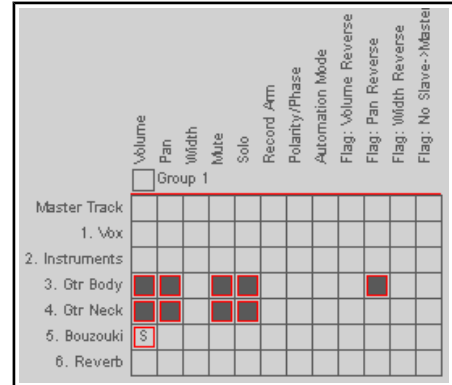 Volume
Pan
Width
Mute
Solo
Record Arm
Polarity/Phase
Automation Mode
Flag: Volume Reverse
Flag: Pan Reverse
Flag: Width Reverse
Flag: No Slave->Master
Group 1
Master Track
1. Vox
2. Instruments
3. Gtr Body
4. Gtr Neck
5. Bouzouki S
6. Reverb